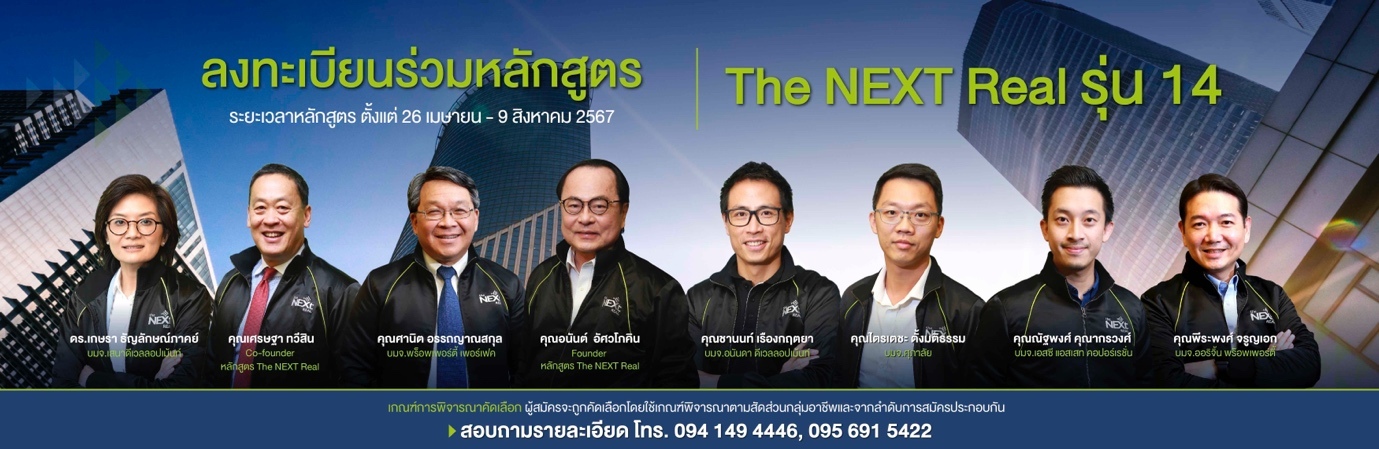 ลงทะเบียนร่วมหลักสูตร
ระยะเวลาหลักสูตร ตั้งแต่ 26 เมษายน - 9 สิงหาคม 2567
The NEXT Real รุ่น 14
ดร.เกษรา ธัญลักษณ์ภาคย์
บมจ.เสนาดีเวลลอปเม้นท์
คุณเศรษฐา ทวีสิน
Co-founder
หลักสูตร The NEXT Real
คุณศานิต อรรถญาณสกุล
บมจ.พร็อพเพอร์ตี้ เพอร์เฟค
คุณอนันต์ อัศวโภคิน
Founder
หลักสูตร The NEXT Real
คุณชานนท์ เรืองกฤตยา
บมจ.อนันดา ดีเวลลอปเม้นท์
คุณไตรเตชะ ตั้งมติธรรม
บมจ.ศุภาลัย
คุณณัฐพงศ์ คุณากรวงศ์
บมจ.เอสซี แอสเสท คอปอร์เรชั่น
คุณพีระพงศ์ จรูญเอก
บมจ.ออริจิ้น พร็อพเพอร์ตี้
เกณฑ์การพิจารณาคัดเลือก ผู้สมัครจะถูกคัดเลือกโดยใช้เกณฑ์พิจารณาตามสัดส่วนกลุ่มอาชีพและจากลำดับการสมัครประกอบกัน
สอบถามรายละเอียด โทร. 094 149 4446, 095 691 5422